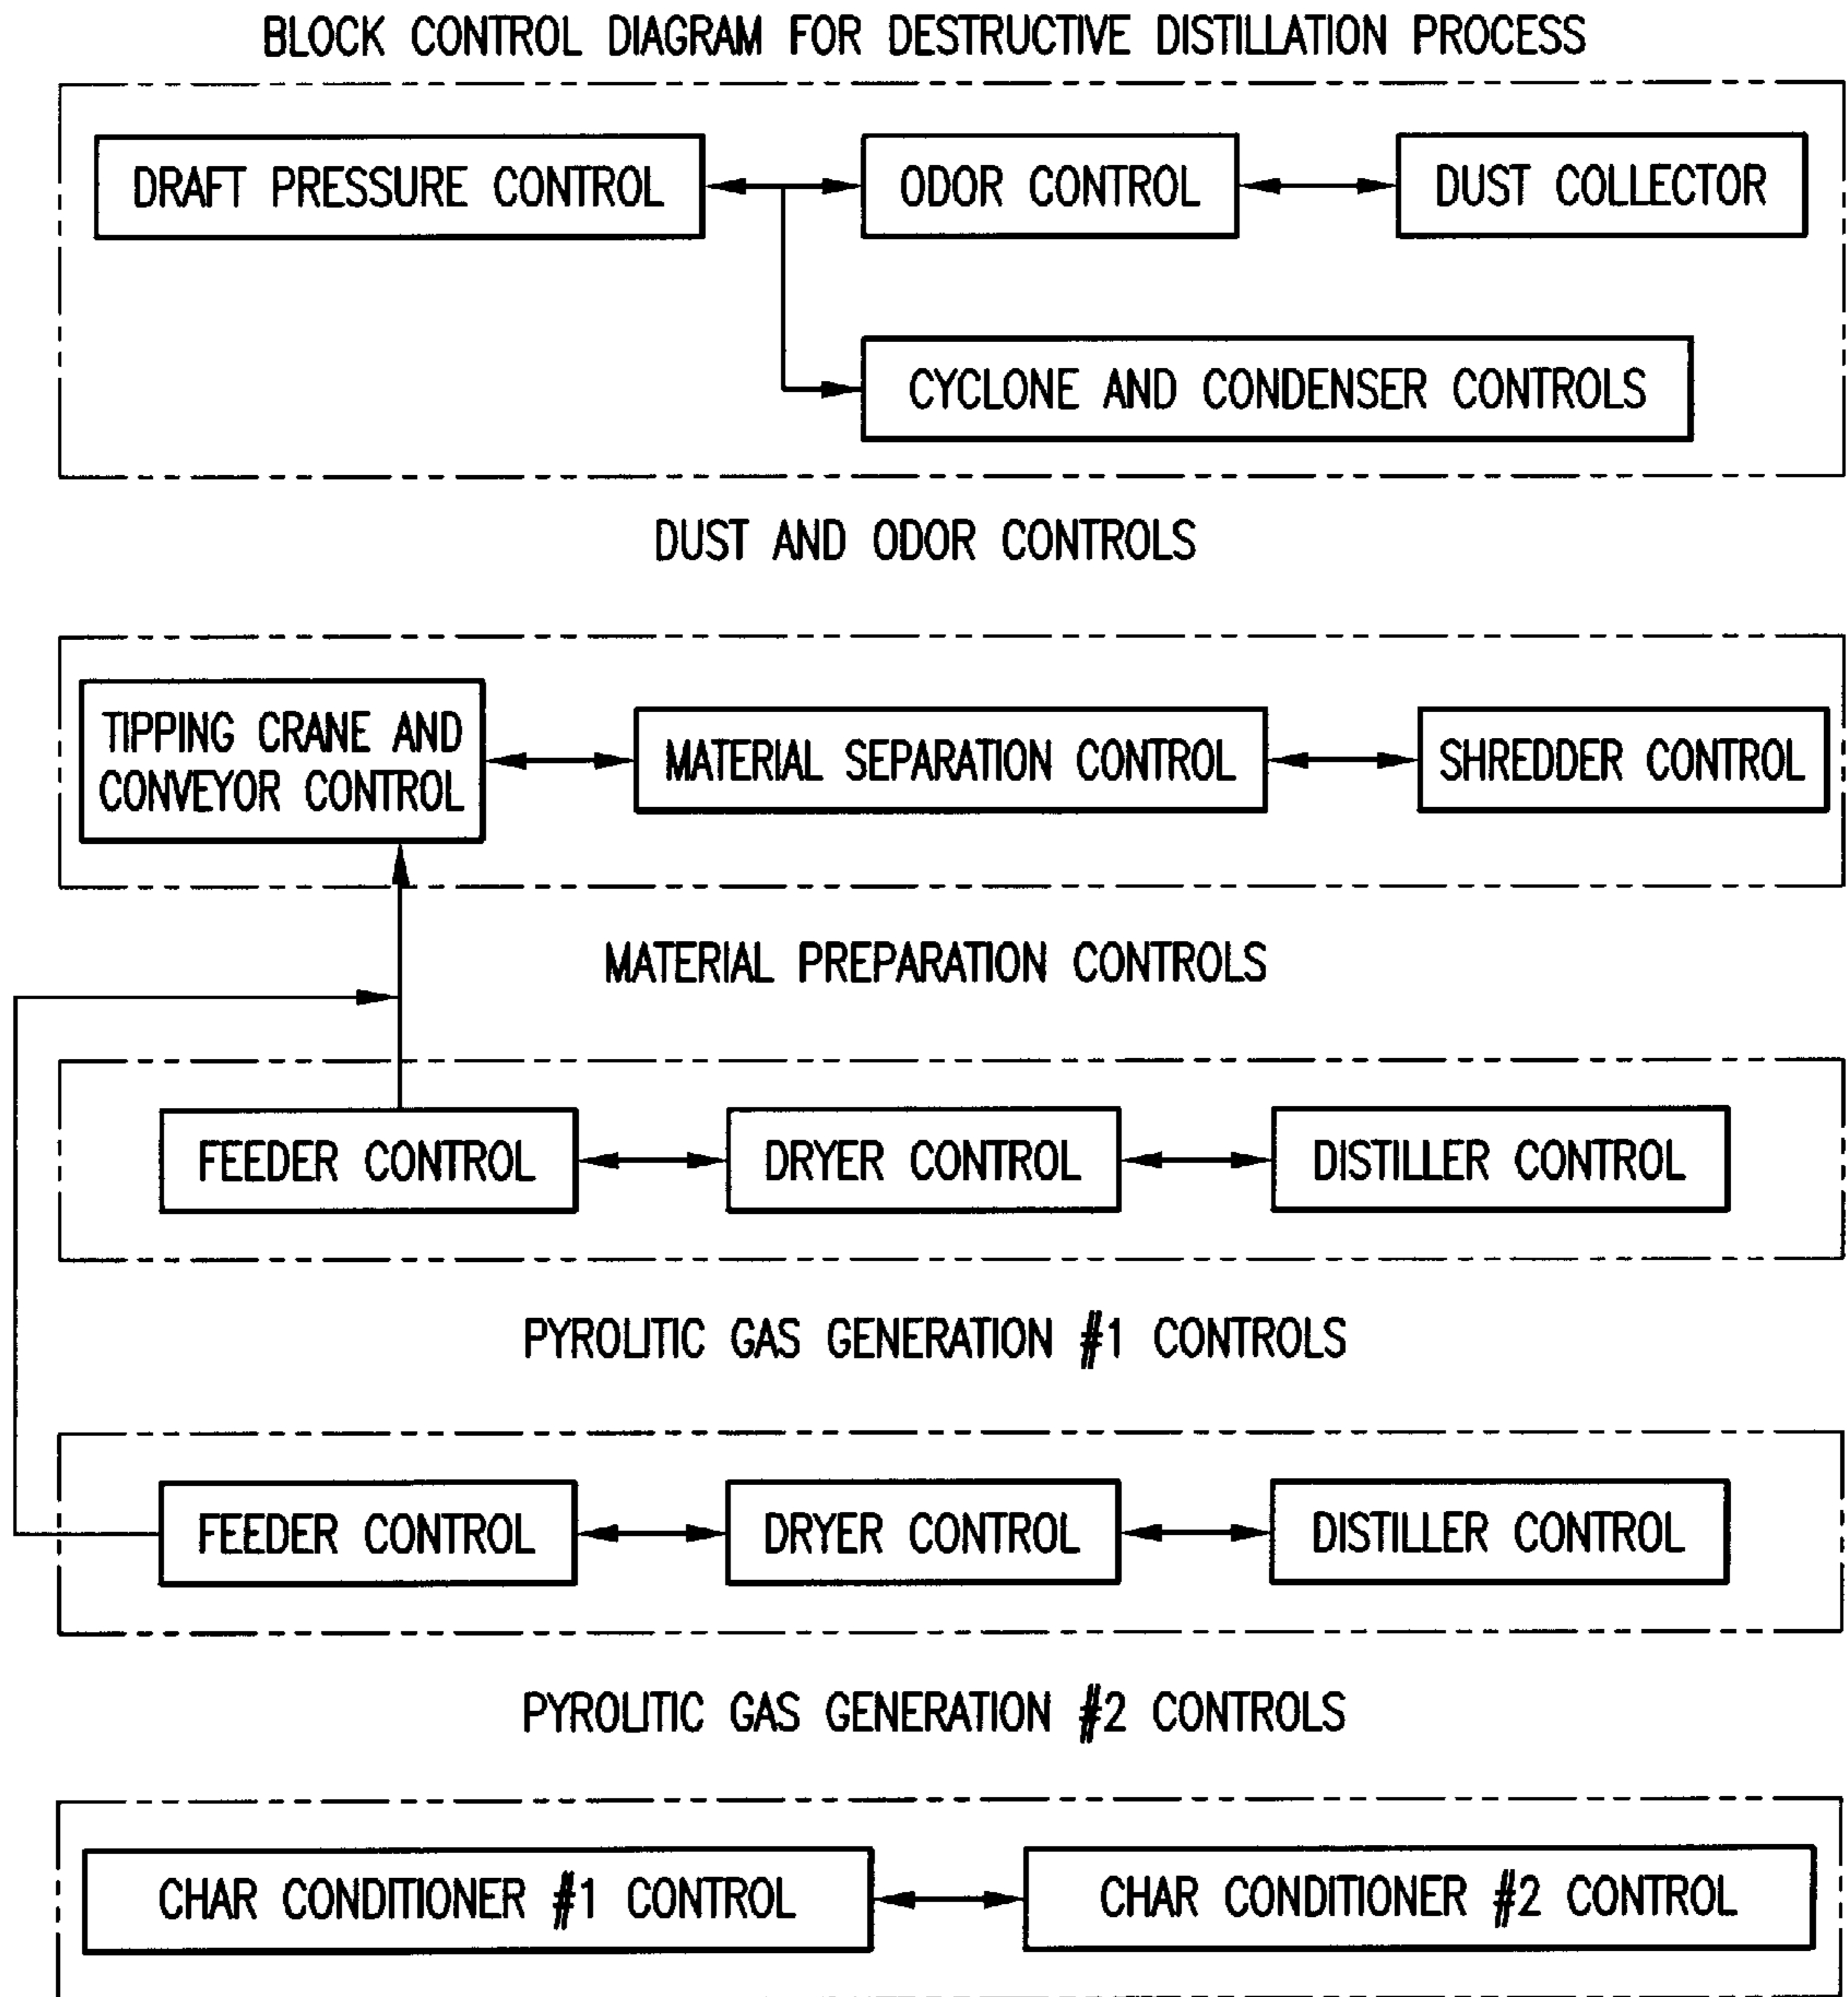 BLOCK CONTROL DIAGRAM FOR DESTRUCTIVE DISTILLATION PROCESS
DRAFT PRESSURE CONTROL
ODOR CONTROL
DUST COLLECTOR
CYCLONE AND CONDENSER CONTROLS
DUST AND ODOR CONTROLS
TIPPING CRANE AND
CONVEYOR CONTROL
MATERIAL SEPARATION CONTROL
SHREDDER CONTROL
MATERIAL PREPARATION CONTROLS
FEEDER CONTROL
DRYER CONTROL
DISTILLER CONTROL
PYROLITIC GAS GENERATION #1 CONTROLS
FEEDER CONTROL
DRYER CONTROL
DISTILLER CONTROL
PYROLITIC GAS GENERATION #2 CONTROLS
CHAR CONDITIONER #1 CONTROL
CHAR CONDITIONER #2 CONTROL